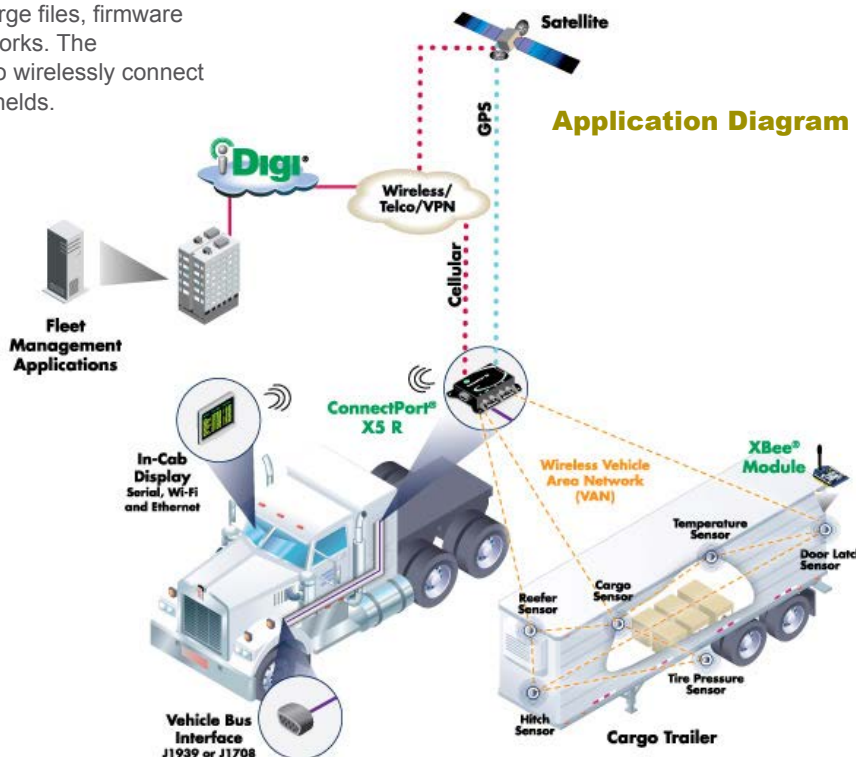 rge files, firmware
orks. The
o wirelessly connect
helds.
Satellite
Application Diagram
GPS
iDigi®
Wireless/
Telco/VPN
Cellular
Fleet
Management
Applications
ConnectPort®
X5 R
In-Cab
Display
Serial, Wi-Fi
and Ethernet
Wireless Vehicle
Area Network
(VAN)
XBee®
Module
Temperature
Sensor
Door Latch
Sensor
Reefer
Sensor
Cargo
Sensor
Tire Pressure
Sensor
Hitch
Sensor
Cargo Trailer
Vehicle Bus
Interface
J1939 or J1708